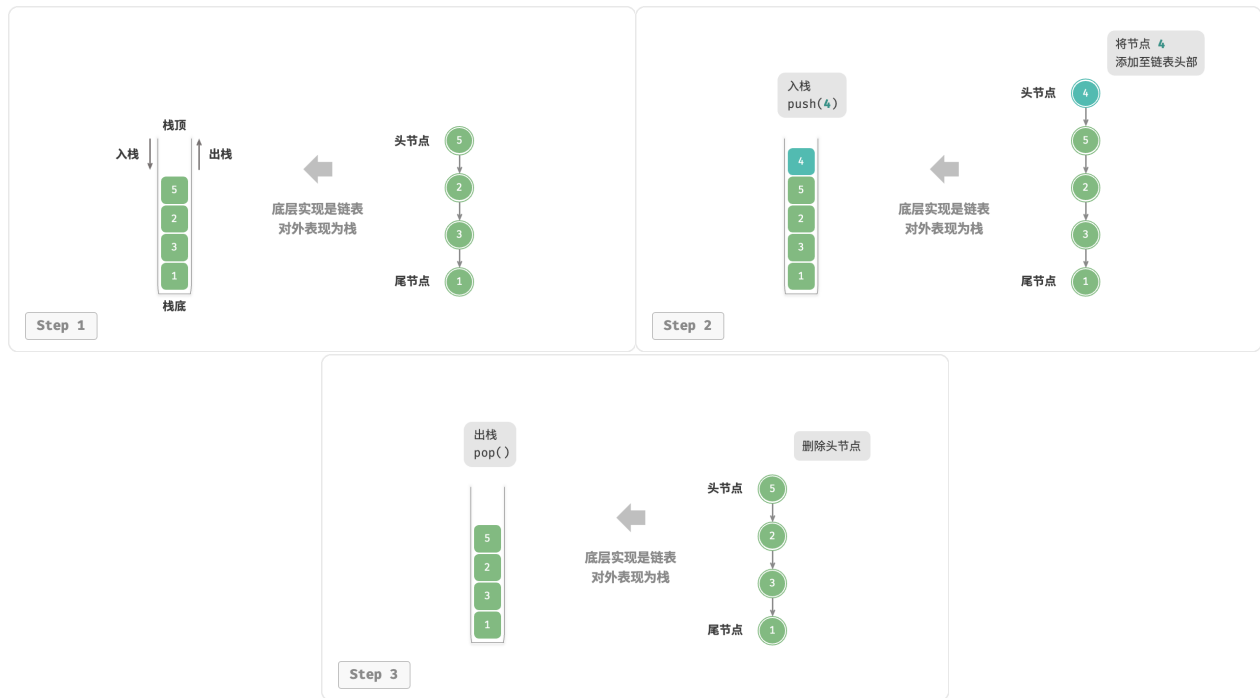 栈顶
入栈
出栈
5
2
3
1
栈底
底层实现是链表
对外表现为栈
头节点
5
2
3
尾节点
1
Step 1
入栈
push(4)
4
5
2
3
1
底层实现是链表
对外表现为栈
将节点 4
添加至链表头部
头节点
4
5
2
3
尾节点
1
Step 2
出栈
pop()
5
2
3
1
底层实现是链表
对外表现为栈
删除头节点
头节点
5
2
3
尾节点
1
Step 3